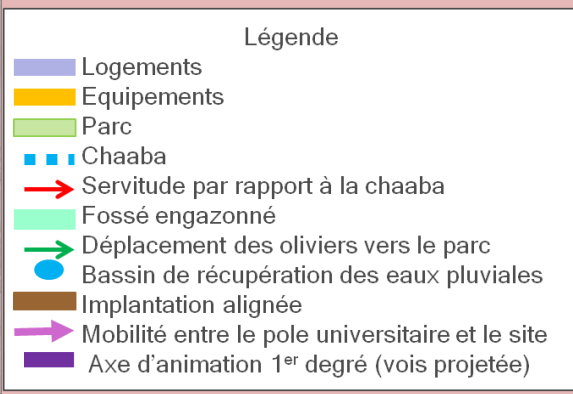 Légende
Logements
Equipements
Parc
Chaaba
Servitude par rapport à la chaaba
Fossé engazonné
Déplacement des oliviers vers le parc
Bassin de récupération des eaux pluviales
Implantation alignée
Mobilité entre le pole universitaire et le site
Axe d'animation 1er degré (vois projetée)